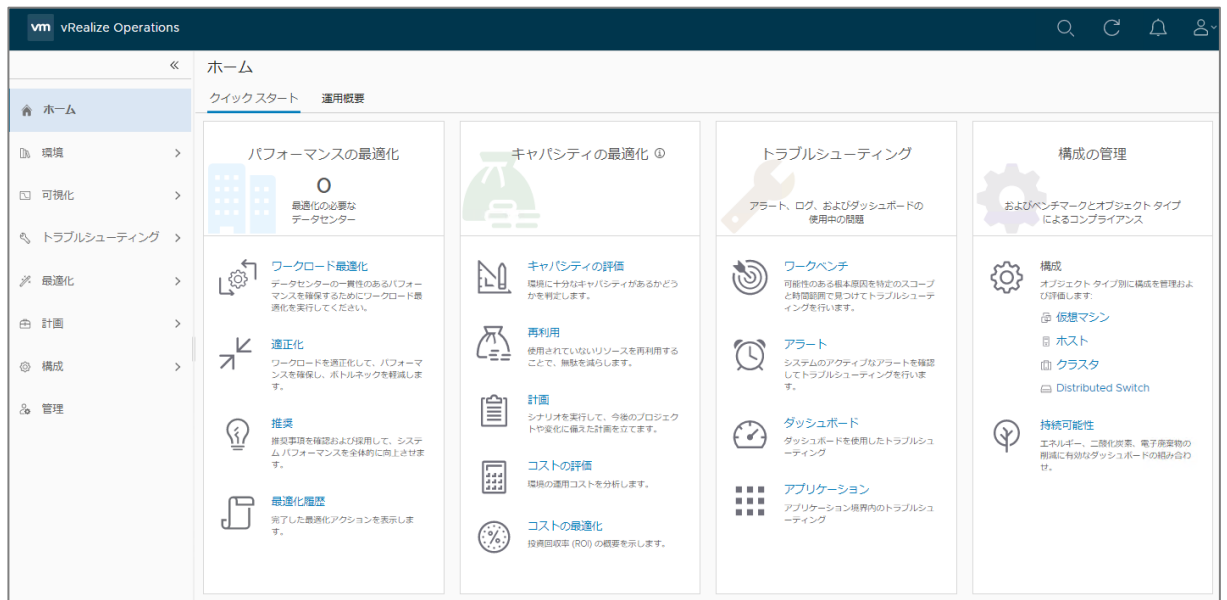 vm vRealize Operations
ホーム
環境
可視化
トラブルシューティング
最適化
計画
構成
管理
ホーム
クイック スタート 運用概要
パフォーマンスの最適化
0
最適化の必要な
データセンター
ワークロード最適化
データセンターの一貫性のあるパフォー
マンスを確保するためにワークロード最
適化を実行してください。
適正化
ワークロードを適正化して、パフォーマ
ンスを確保し、ボトルネックを軽減しま
す。
推奨
推奨事項を確認および採用して、システ
ム パフォーマンスを全体的に向上させま
す。
最適化履歴
完了した最適化アクションを表示しま
す。
キャパシティの最適化
キャパシティの評価
環境に十分なキャパシティがあるかどう
かを判定します。
再利用
使用されていないリソースを再利用する
ことで、無駄を減らします。
計画
シナリオを実行して、今後のプロジェク
トや変化に備えた計画を立てます。
コストの評価
環境の運用コストを分析します。
コストの最適化
投資回収率 (ROI) の概要を示します。
トラブルシューティング
アラート、ログ、およびダッシュボードの
使用中の問題
ワークベンチ
可能性のある根本原因を特定のスコープ
と時間範囲で見つけてトラブルシューテ
ィングを行います。
アラート
システムのアクティブなアラートを確認
してトラブルシューティングを行いま
す。
ダッシュボード
ダッシュボードを使用したトラブルシュ
ーティング
アプリケーション
アプリケーション境界内のトラブルシュ
ーティング
構成の管理
およびベンチマークとオブジェクト タイプ
によるコンプライアンス
構成
オブジェクト タイプ別に構成を管理およ
び評価します:
仮想マシン
ホスト
クラスタ
Distributed Switch
持続可能性
エネルギー、二酸化炭素、電子廃棄物の
削減に有効なダッシュボードの組み合わ
せ。